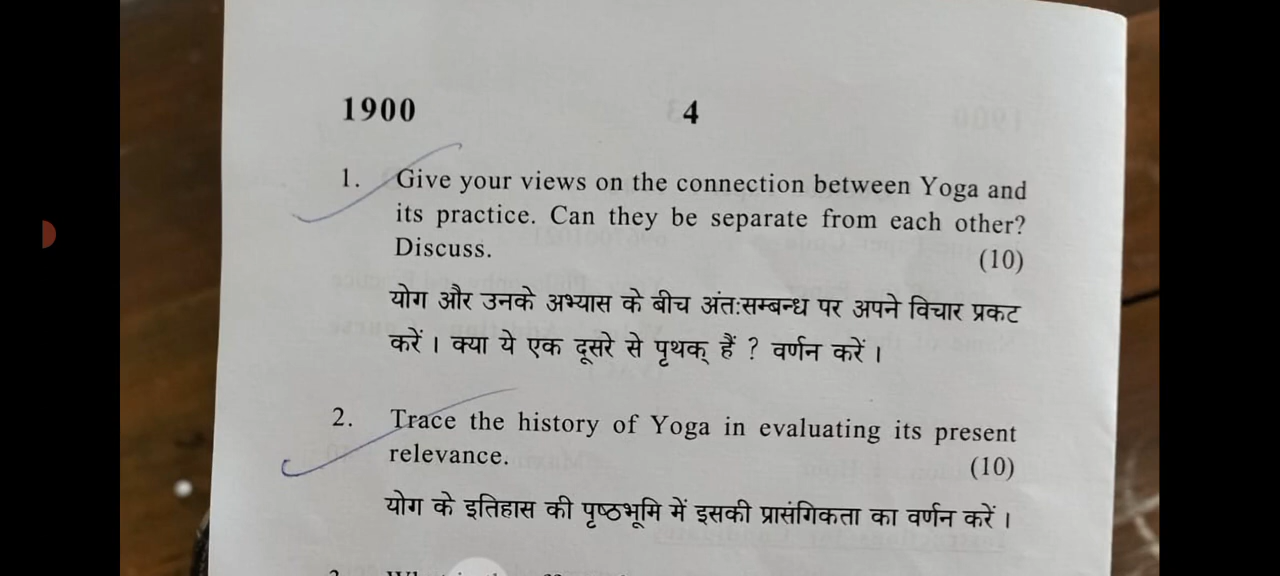 1900 4
1. Give your views on the connection between Yoga and
its practice. Can they be separate from each other?
Discuss. (10)
योग और उनके अभ्यास के बीच अंतःसम्बन्ध पर अपने विचार प्रकट
करें । क्या ये एक दूसरे से पृथक् हैं ? वर्णन करें ।
2. Trace the history of Yoga in evaluating its present
relevance. (10)
योग के इतिहास की पृष्ठभूमि में इसकी प्रासंगिकता का वर्णन करें ।